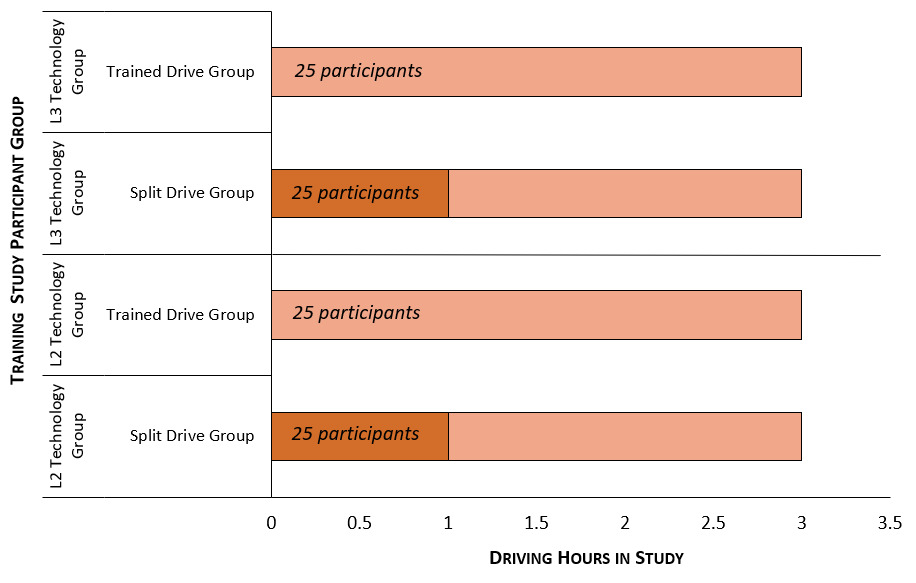 TRAINING STUDY PARTICIPANT GROUP
L3 Technology
Group
Trained Drive Group
25 participants
L3 Technology
Group
Split Drive Group
25 participants
L2 Technology
Group
Trained Drive Group
25 participants
L2 Technology
Group
Split Drive Group
25 participants
0 0.5 1 1.5 2 2.5 3 3.5
DRIVING HOURS IN STUDY